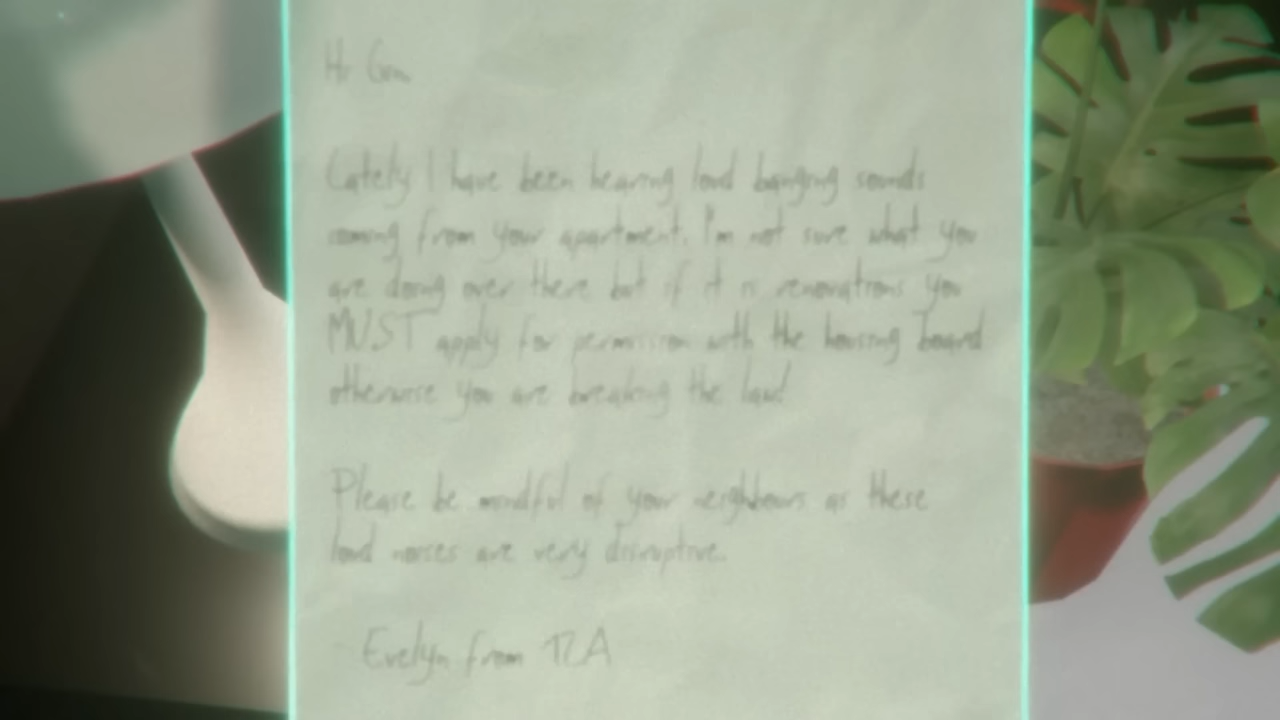 Hi
Lately I have been hearing loud banging sounds
coming from your apartment. I'm not sure what you
are doing over there but if it is renovations you
MUST apply for permission with the housing board
otherwise you are breaking the law!
Please be mindful of your neighbours as these
loud noises are very disruptive.
Evelyn from